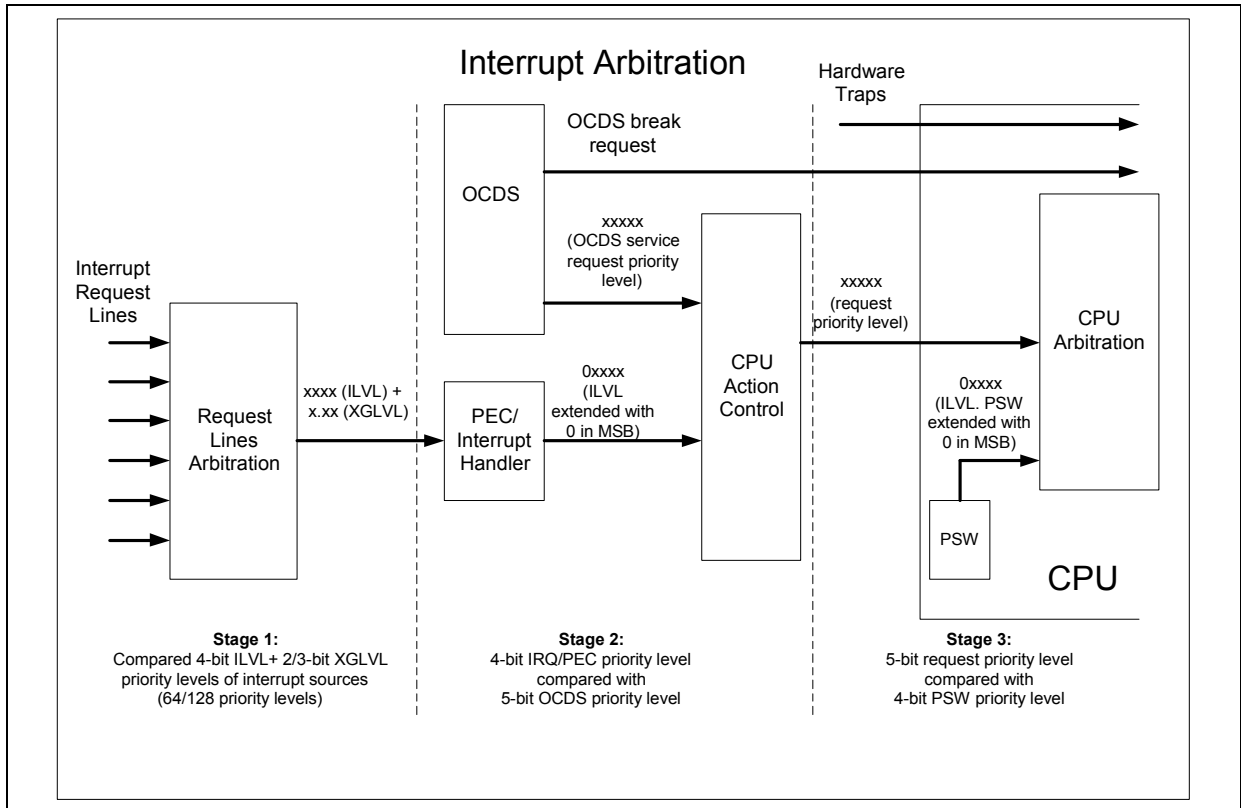 Interrupt Arbitration
Hardware
Traps
OCDS break
request
OCDS
xxxxx
(OCDS service
request priority
level)
Interrupt
Request
Lines
xxxxx
(request
priority level)
CPU
Arbitration
CPU
Action
Control
Request
Lines
Arbitration
xxxx (ILVL) +
x.xx (XGLVL)
PEC/
Interrupt
Handler
0xxxx
(ILVL
extended with
0 in MSB)
0xxxx
(ILVL. PSW
extended with
0 in MSB)
PSW
CPU
Stage 1:
Compared 4-bit ILVL+ 2/3-bit XGLVL
priority levels of interrupt sources
(64/128 priority levels)
Stage 2:
4-bit IRQ/PEC priority level
compared with
5-bit OCDS priority level
Stage 3:
5-bit request priority level
compared with
4-bit PSW priority level